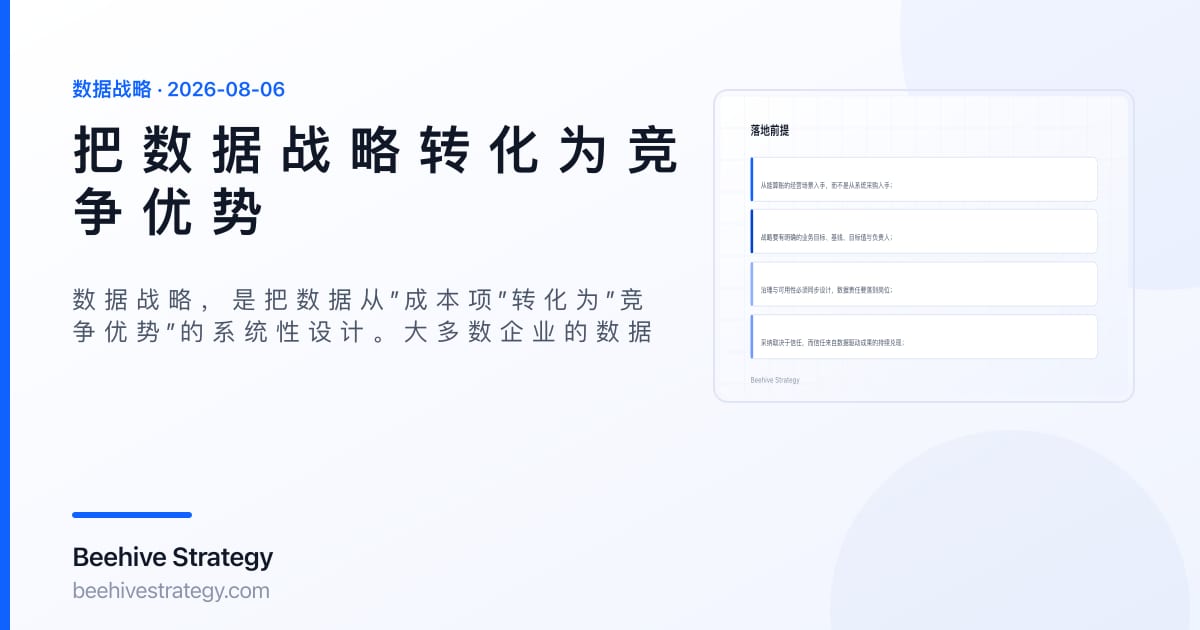 数据战略 · 2026-08-06
把数据战略转化为竞
争优势
数据战略，是把数据从"成本项"转化为"竞
争优势"的系统性设计。大多数企业的数据
落地前提
从能算账的经营场景入手，而不是从系统采购入手；
战略要有明确的业务目标、基线、目标值与负责人；
治理与可用性必须同步设计，数据责任要落到岗位；
采纳取决于信任，而信任来自数据驱动成果的持续兑现；
Beehive Strategy
Beehive Strategy
beehivestrategy.com